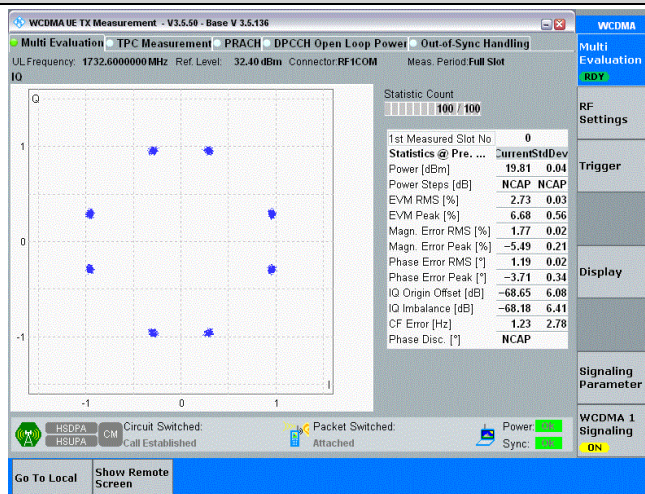 WCDMA UE TX Measurement - V3.5.50 - Base V 3.5.136
WCDMA
Multi Evaluation TPC Measurement PRACH DPCCH Open Loop Power Out-of-Sync Handling
Multi
Evaluation
RDY
UL Frequency: 1732.6000000 MHz Ref. Level: 32.40 dBm Connector:RF1COM Meas. Period:Full Slot
IQ
Q
1
0
-1
-1 0 1
I
Statistic Count
100 / 100
1st Measured Slot No 0
Statistics @ Pre. ... CurrentStdDev
Power [dBm] 19.81 0.04
Power Steps [dB] NCAP NCAP
EVM RMS [%] 2.73 0.03
EVM Peak [%] 6.68 0.56
Magn. Error RMS [%] 1.77 0.02
Magn. Error Peak [%] -5.49 0.21
Phase Error RMS [°] 1.19 0.02
Phase Error Peak [°] -3.71 0.34
IQ Origin Offset [dB] -68.65 6.08
IQ Imbalance [dB] -68.18 6.41
CF Error [Hz] 1.23 2.78
Phase Disc. [°] NCAP
RF
Settings
Trigger
Display
Signaling
Parameter
WCDMA 1
Signaling
ON
HSDPA
HSUPA
CM
Circuit Switched:
Call Established
Packet Switched:
Attached
Power: OK
Sync: OK
Go To Local
Show Remote
Screen